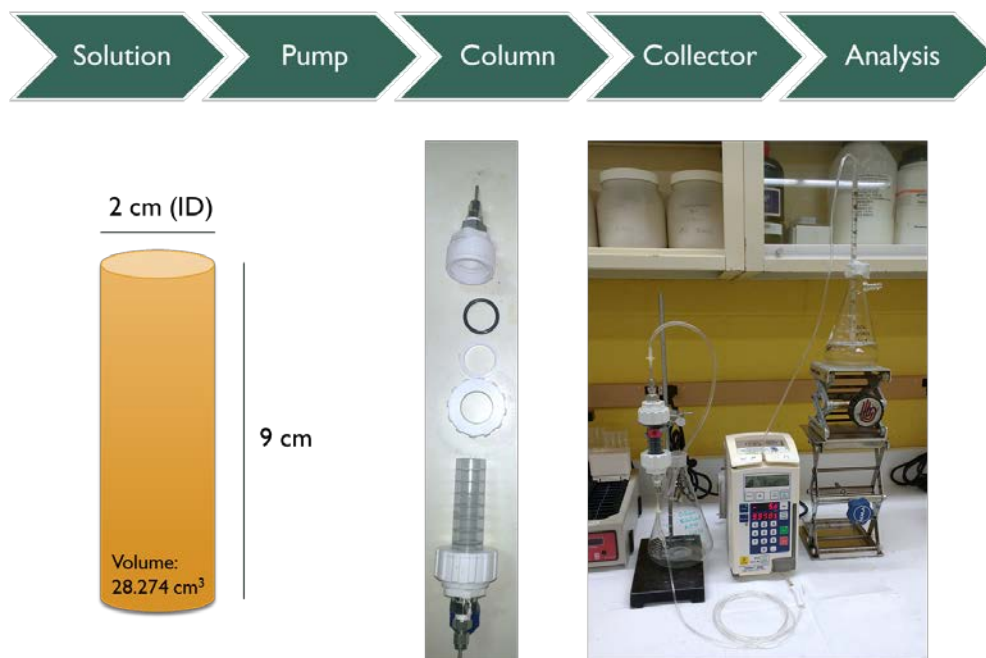 Solution
Pump
Column
Collector
Analysis
2 cm (ID)
9 cm
Volume:
28.274 cm³